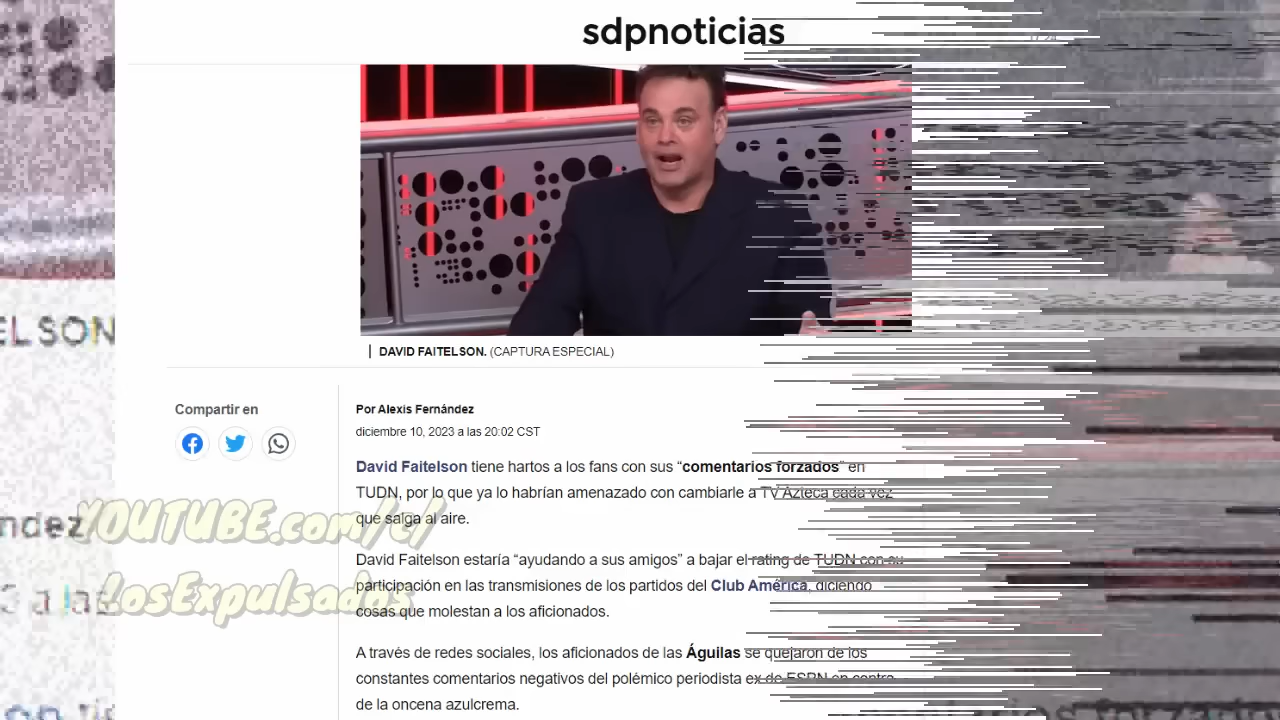 sdpnoticias
DAVID FAITELSON. (CAPTURA ESPECIAL)
Compartir en
Por Alexis Fernández
diciembre 10, 2023 a las 20:02 CST
David Faitelson tiene hartos a los fans con sus “comentarios forzados” en
TUDN, por lo que ya lo habrían amenazado con cambiarle a TV Azteca cada vez
que salga al aire.
David Faitelson estaría “ayudando a sus amigos” a bajar el rating de TUDN con su
participación en las transmisiones de los partidos del Club América, diciendo
cosas que molestan a los aficionados.
A través de redes sociales, los aficionados de las Águilas se quejaron de los
constantes comentarios negativos del polémico periodista ex de ESPN en contra
de la oncena azulcrema.
YOUTUBE.com/c/
LosExpulsados
ELSON
ndez